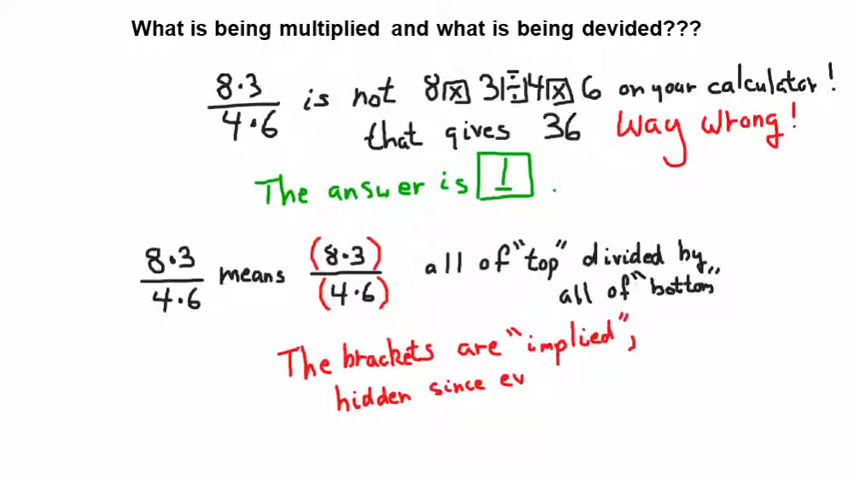 What is being multiplied and what is being devided???
8·3 / 4·6 is not 8 x 3 ÷ 4 x 6 on your calculator!
that gives 36 Way wrong!
The answer is 1 .
8·3 / 4·6 means (8·3) / (4·6) all of "top" divided by
all of "bottom
The brackets are "implied",
hidden since ev